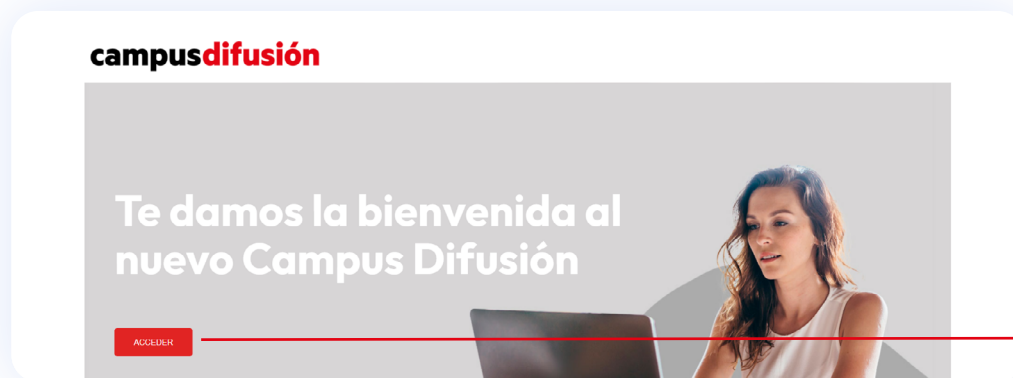 campusdifusión
Te damos la bienvenida al
nuevo Campus Difusión
ACCEDER